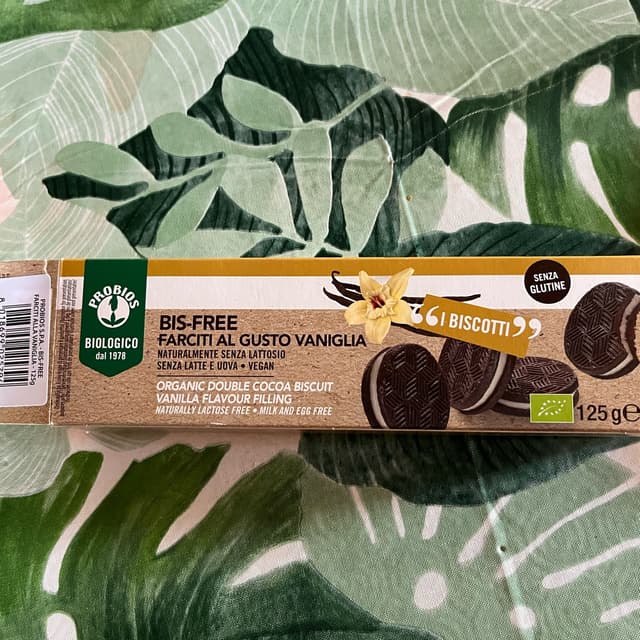 PROBIOS
BIOLOGICO
dal 1978
BIS-FREE
FARCITI AL GUSTO VANIGLIA
NATURALMENTE SENZA LATTOSIO
SENZA LATTE E UOVA • VEGAN
ORGANIC DOUBLE COCOA BISCUIT
VANILLA FLAVOUR FILLING
NATURALLY LACTOSE FREE • MILK AND EGG FREE
“I BISCOTTI”
SENZA
GLUTINE
125 g e